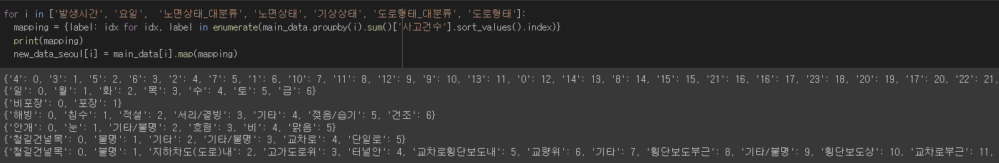 for i in ['발생시간', '요일',  '노면상태_대분류', '노면상태', '기상상태', '도로형태_대분류', '도로형태']:
  mapping = {label: idx for idx, label in enumerate(main_data.groupby(i).sum()['사고건수'].sort_values().index)}
  print(mapping)
  new_data_seoul[i] = main_data[i].map(mapping)
{'4': 0, '3': 1, '5': 2, '6': 3, '2': 4, '7': 5, '1': 6, '10': 7, '11': 8, '12': 9, '9': 10, '13': 11, '0': 12, '14': 13, '8': 14, '15': 15, '21': 16, '16': 17, '23': 18, '20': 19, '17': 20, '22': 21,
{'일': 0, '월': 1, '화': 2, '목': 3, '수': 4, '토': 5, '금': 6}
{'비포장': 0, '포장': 1}
{'해빙': 0, '침수': 1, '적설': 2, '서리/결빙': 3, '기타': 4, '젖음/습기': 5, '건조': 6}
{'안개': 0, '눈': 1, '기타/불명': 2, '흐림': 3, '비': 4, '맑음': 5}
{'철길건널목': 0, '불명': 1, '기타': 2, '기타/불명': 3, '교차로': 4, '단일로': 5}
{'철길건널목': 0, '불명': 1, '지하차도(도로)내': 2, '고가도로위': 3, '터널안': 4, '교차로횡단보도내': 5, '교량위': 6, '기타': 7, '횡단보도부근': 8, '기타/불명': 9, '횡단보도상': 10, '교차로부근': 11,